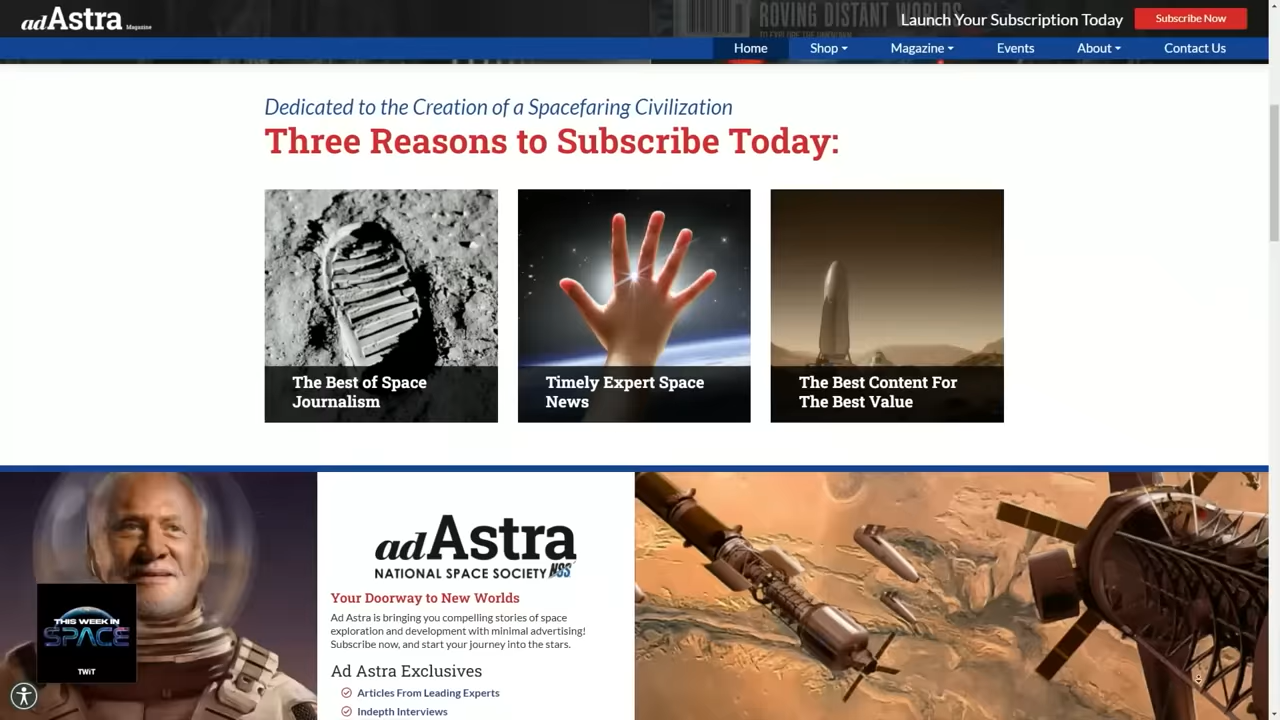 adAstra Magazine
ROVING DISTANT WORLDS
Launch Your Subscription Today
Subscribe Now
Home
Shop
Magazine
Events
About
Contact Us
Dedicated to the Creation of a Spacefaring Civilization
Three Reasons to Subscribe Today:
The Best of Space
Journalism
Timely Expert Space
News
The Best Content For
The Best Value
adAstra
NATIONAL SPACE SOCIETY NSS
Your Doorway to New Worlds
Ad Astra is bringing you compelling stories of space
exploration and development with minimal advertising!
Subscribe now, and start your journey into the stars.
Ad Astra Exclusives
Articles From Leading Experts
Indepth Interviews
THIS WEEK IN
SPACE
TWiT